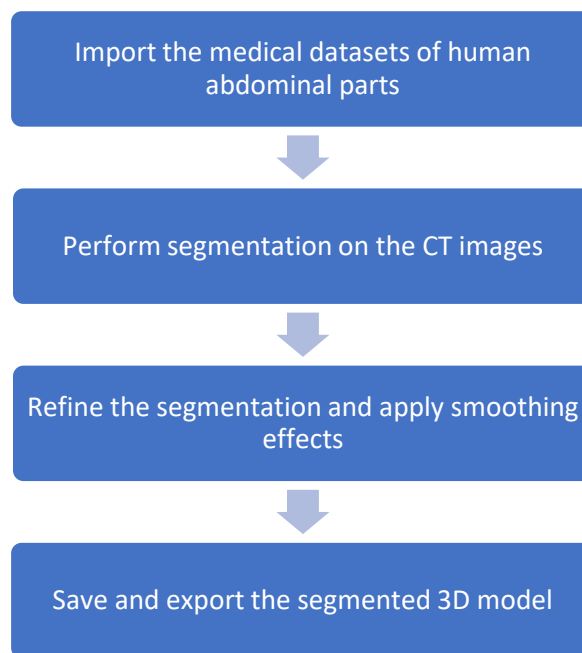 Import the medical datasets of human
abdominal parts
Perform segmentation on the CT images
Refine the segmentation and apply smoothing
effects
Save and export the segmented 3D model